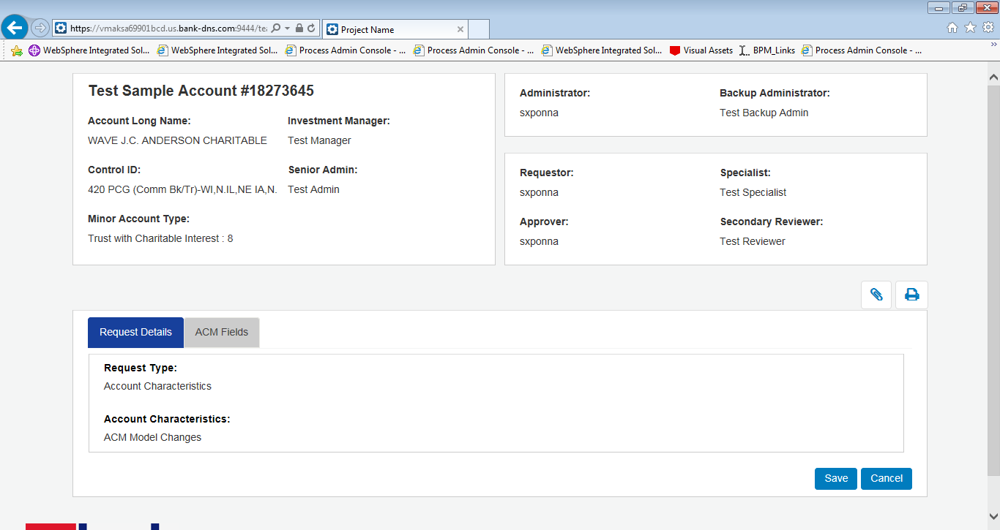 https://vmaksa69901bcd.us.bank-dns.com:9444/te
Project Name
WebSphere Integrated Sol...
WebSphere Integrated Sol...
Process Admin Console - ...
Process Admin Console - ...
WebSphere Integrated Sol...
Visual Assets
BPM_Links
Process Admin Console - ...
Test Sample Account #18273645
Account Long Name:
Investment Manager:
WAVE J.C. ANDERSON CHARITABLE
Test Manager
Control ID:
Senior Admin:
420 PCG (Comm Bk/Tr)-WI,N.IL,NE IA,N.
Test Admin
Minor Account Type:
Trust with Charitable Interest : 8
Administrator:
Backup Administrator:
sxponna
Test Backup Admin
Requestor:
Specialist:
sxponna
Test Specialist
Approver:
Secondary Reviewer:
sxponna
Test Reviewer
Request Details
ACM Fields
Request Type:
Account Characteristics
Account Characteristics:
ACM Model Changes
Save
Cancel